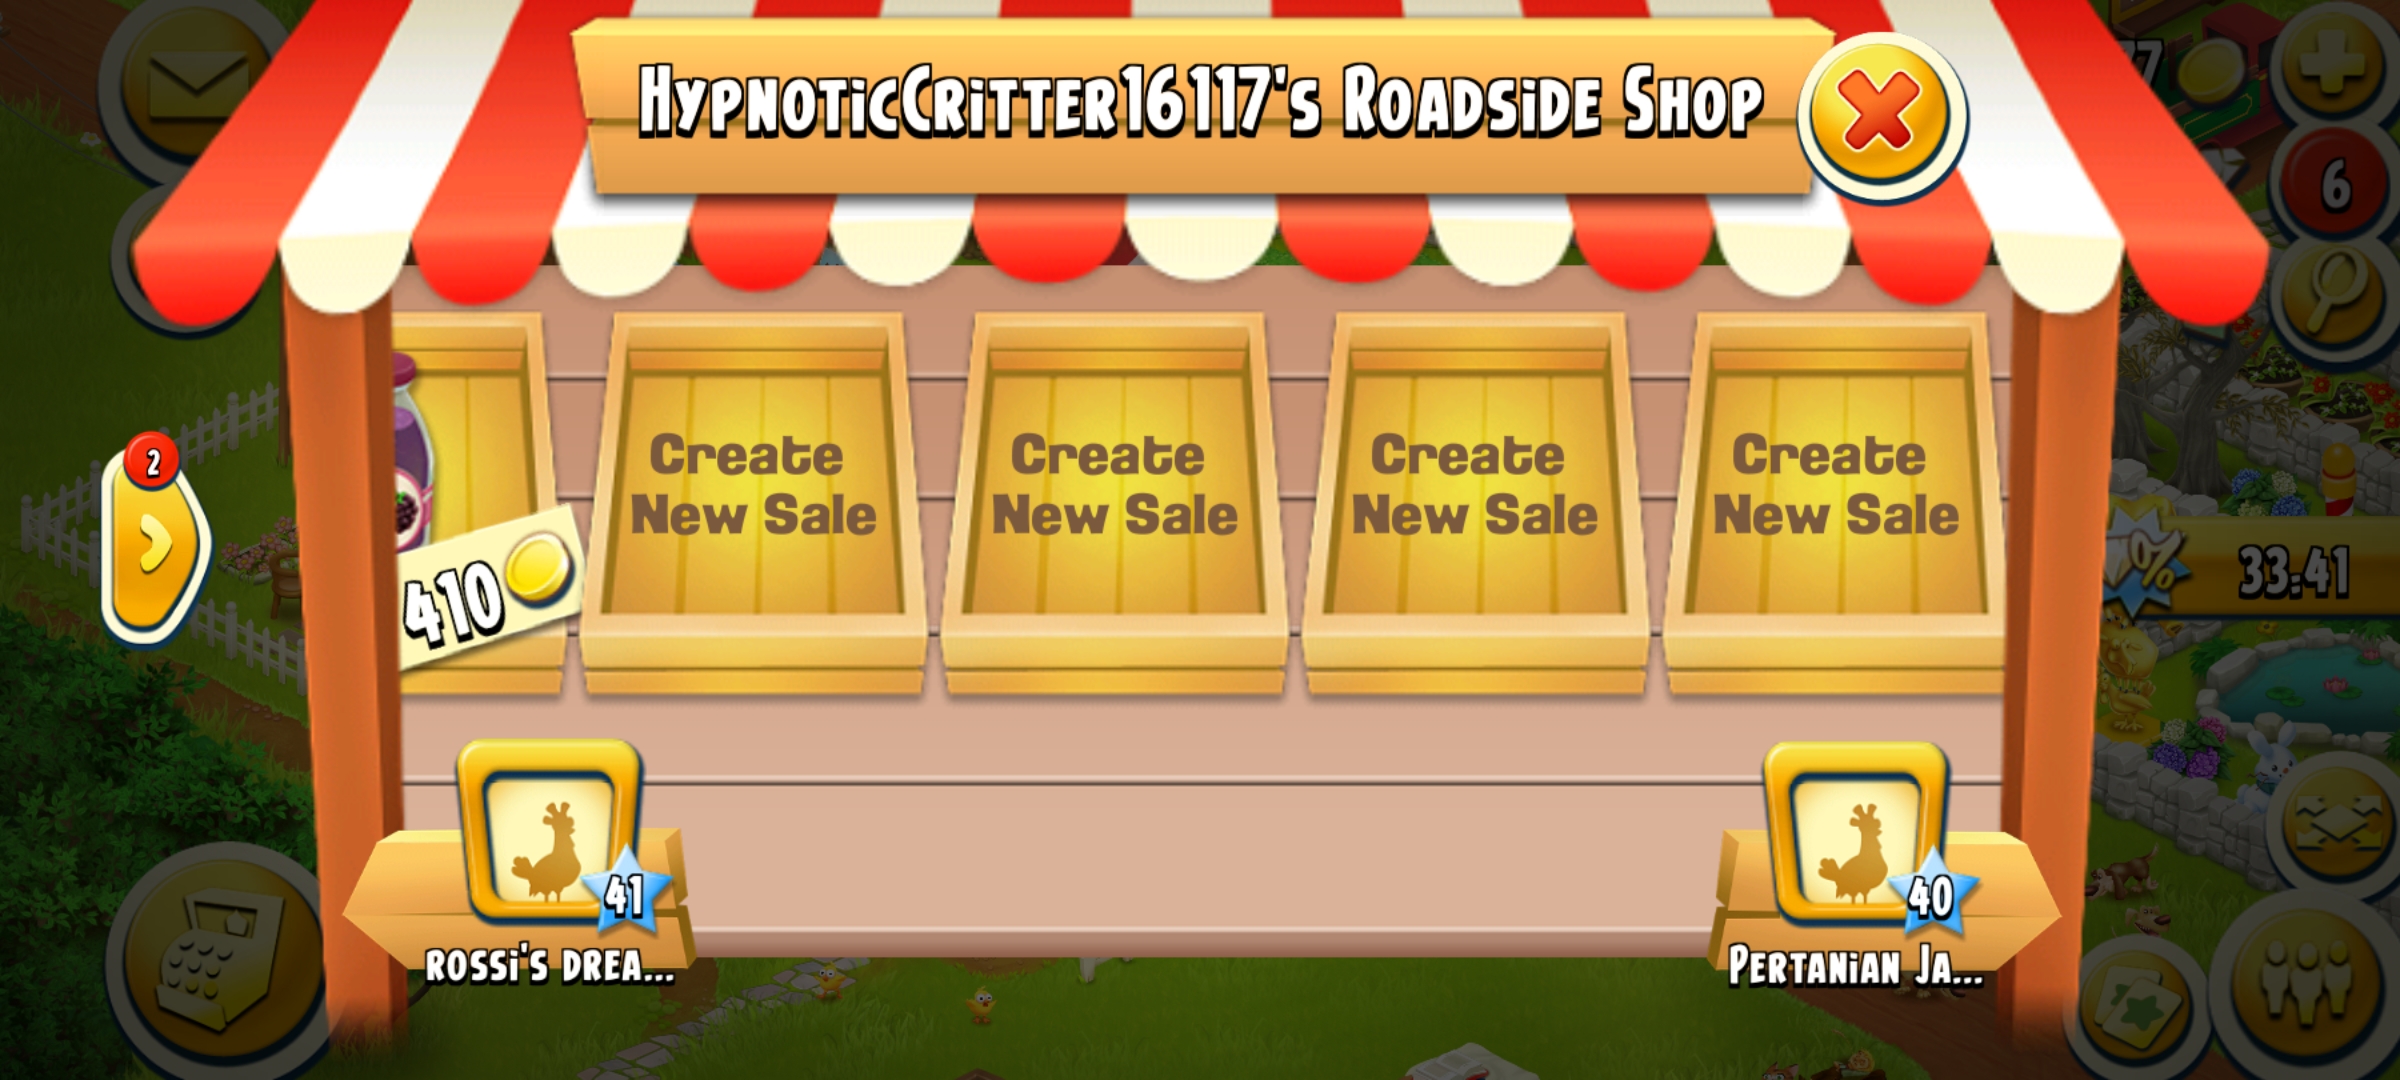 HypnoticCritter16117's Roadside Shop
6
2
Create
New Sale
Create
New Sale
Create
New Sale
Create
New Sale
410
33:41
41
Rossi's Drea...
40
Pertanian Ja...